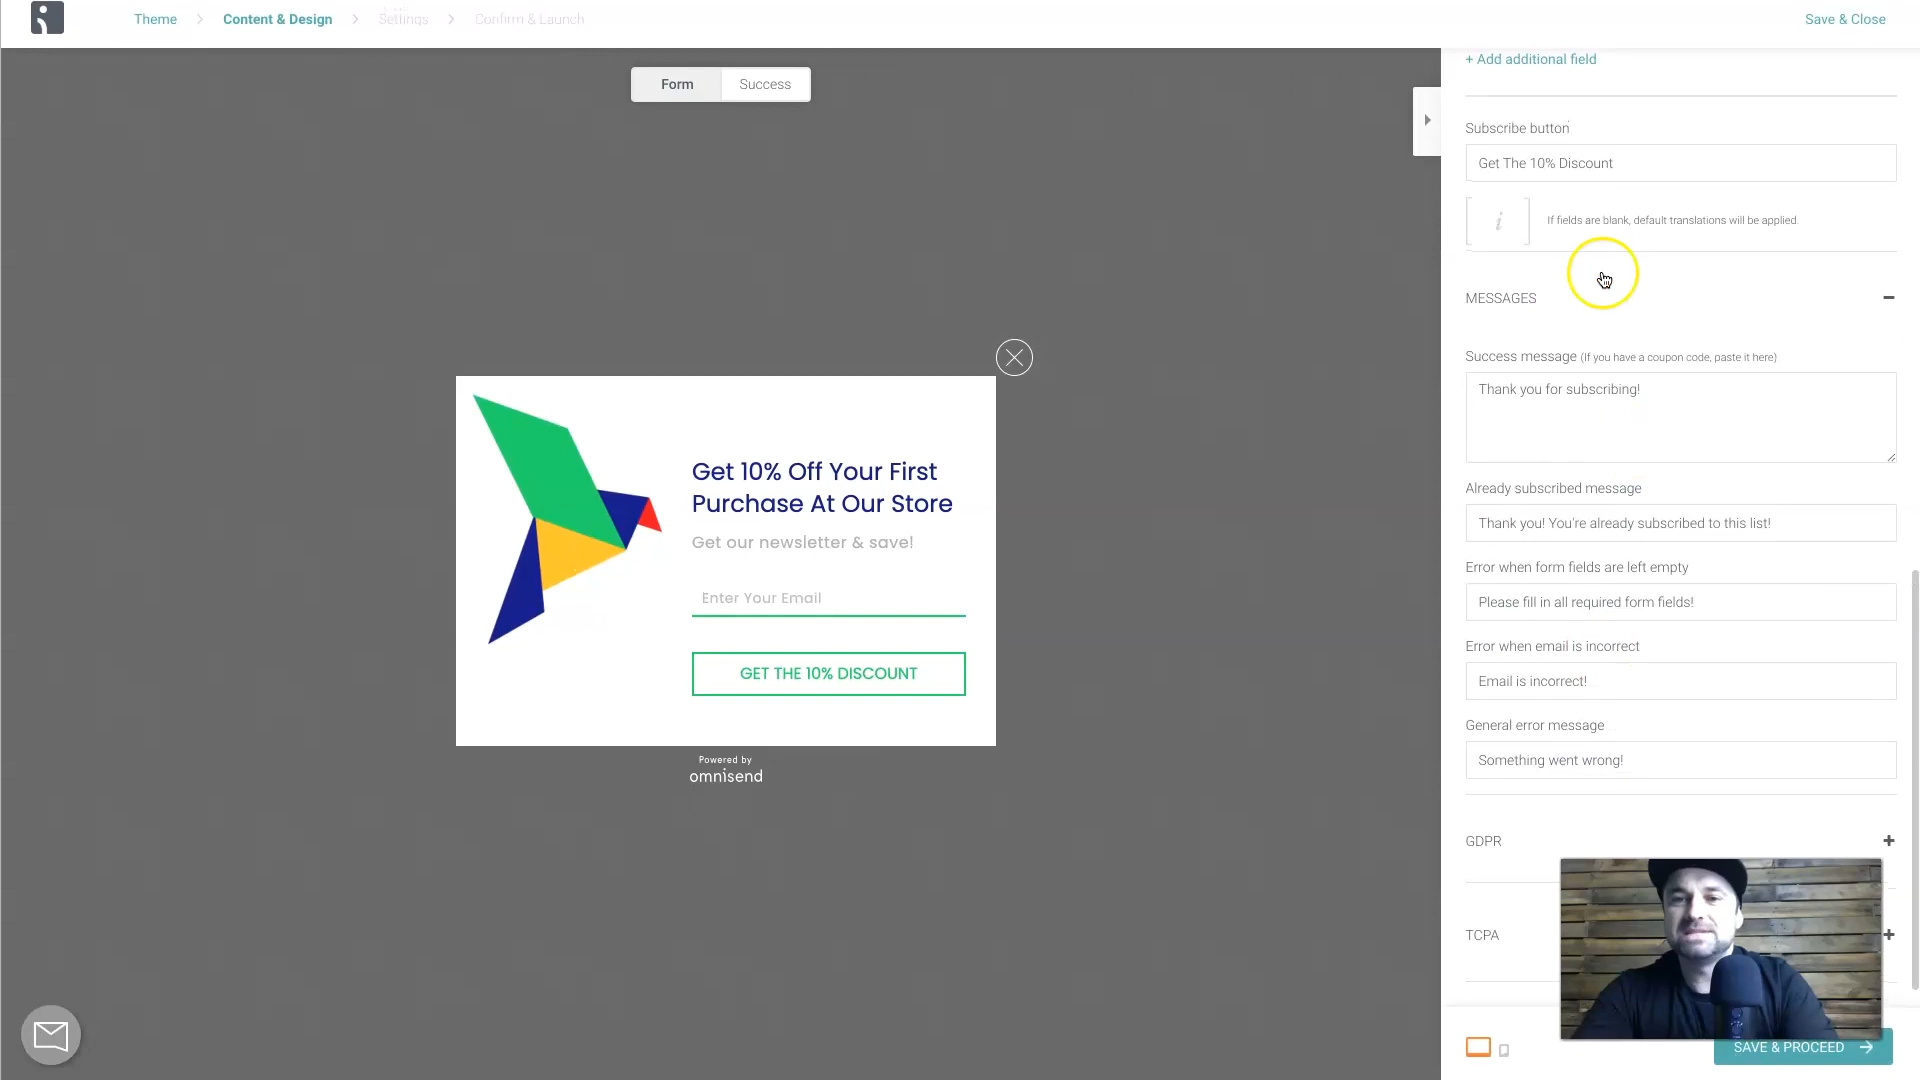 Theme
Content & Design
Settings
Confirm & Launch
Save & Close
Form
Success
+ Add additional field
Subscribe button
Get The 10% Discount
i
If fields are blank, default translations will be applied.
MESSAGES
Success message (If you have a coupon code, paste it here)
Thank you for subscribing!
Already subscribed message
Thank you! You're already subscribed to this list!
Error when form fields are left empty
Please fill in all required form fields!
Error when email is incorrect
Email is incorrect!
General error message
Something went wrong!
GDPR
TCPA
SAVE & PROCEED
Get 10% Off Your First
Purchase At Our Store
Get our newsletter & save!
Enter Your Email
GET THE 10% DISCOUNT
Powered by
omnisend